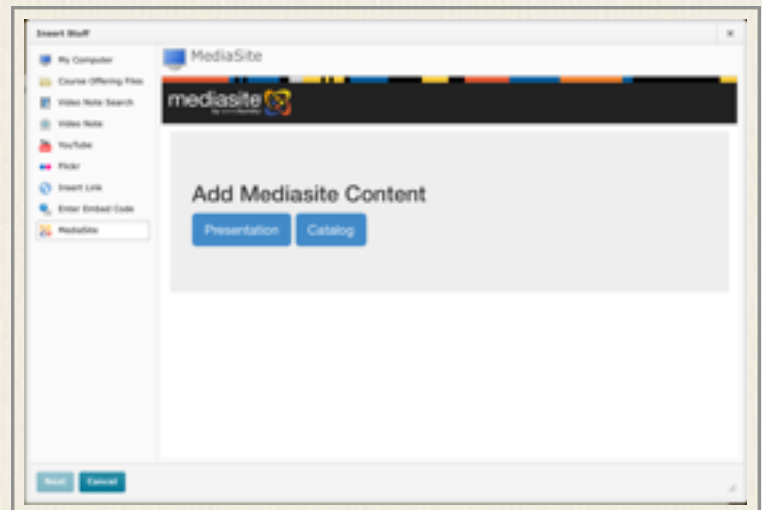 Insert Stuff
My Computer
Course Offering Files
Video Note Search
Video Note
YouTube
Flickr
Insert Link
Enter Embed Code
MediaSite
MediaSite
mediasite
by
Add Mediasite Content
Presentation Catalog
Next Cancel